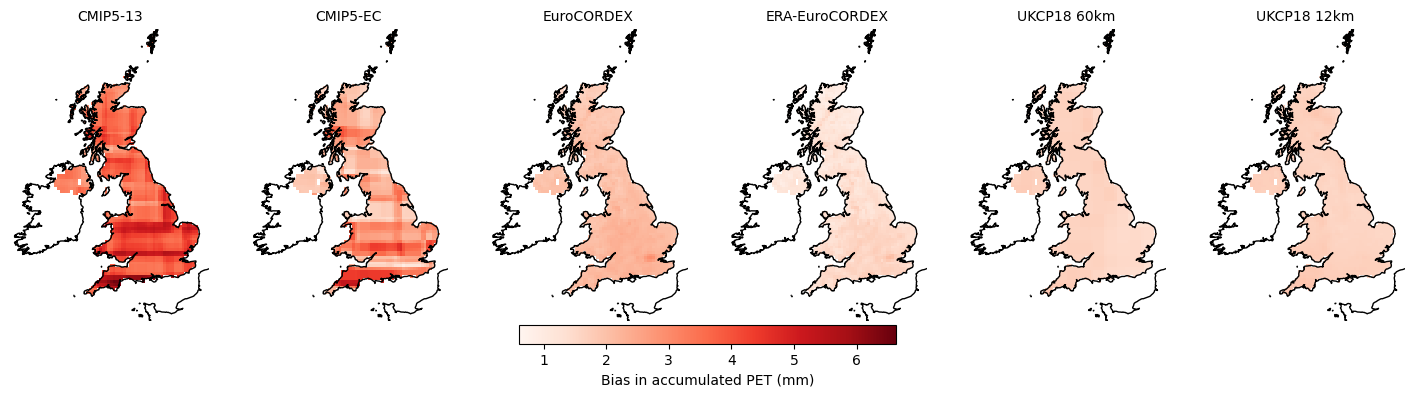 CMIP5-13 CMIP5-EC EuroCORDEX ERA-EuroCORDEX UKCP18 60km UKCP18 12km
1 2 3 4 5 6
Bias in accumulated PET (mm)